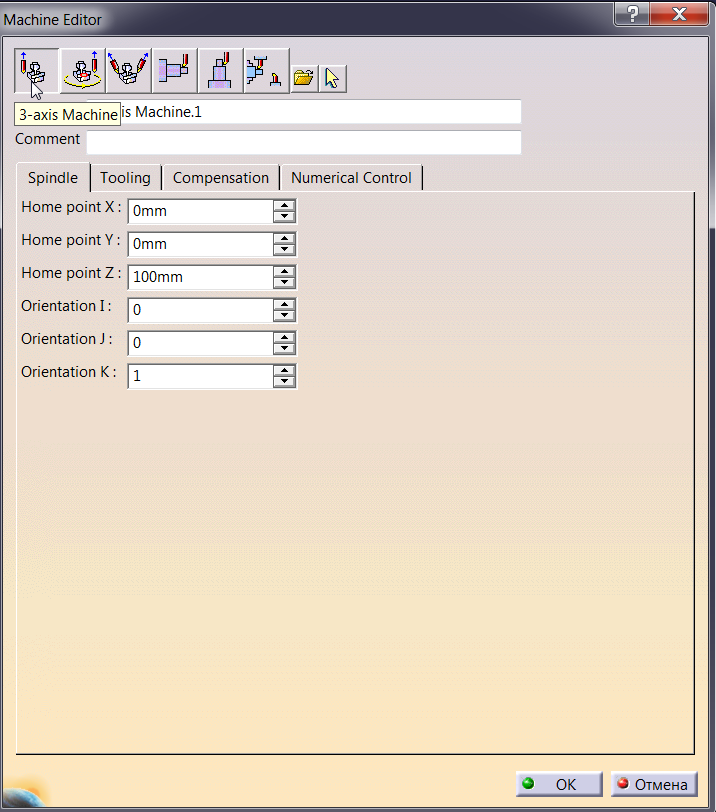 Machine Editor
?
X
3-axis Machine
is Machine.1
Comment
Spindle Tooling Compensation Numerical Control
Home point X : 0mm
Home point Y : 0mm
Home point Z : 100mm
Orientation I : 0
Orientation J : 0
Orientation K : 1
OK Отмена